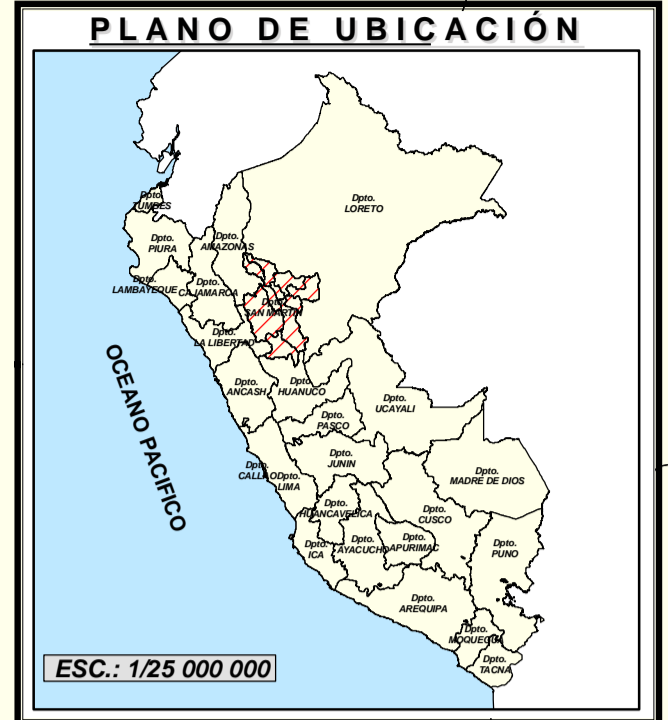 PLANO DE UBICACIÓN
Dpto.
LORETO
Dpto.
TUMBES
Dpto.
PIURA
Dpto.
AMAZONAS
Dpto.
LAMBAYEQUE
Dpto.
CAJAMARCA
Dpto.
SAN MARTIN
Dpto.
LA LIBERTAD
OCEANO PACIFICO
Dpto.
ANCASH
Dpto.
HUANUCO
Dpto.
UCAYALI
Dpto.
PASCO
Dpto.
JUNIN
Dpto.
CALLAO
Dpto.
LIMA
Dpto.
MADRE DE DIOS
Dpto.
HUANCAVELICA
Dpto.
CUSCO
Dpto.
ICA
Dpto.
AYACUCHO
Dpto.
APURIMAC
Dpto.
PUNO
Dpto.
AREQUIPA
Dpto.
MOQUEGUA
Dpto.
TACNA
ESC.: 1/25 000 000